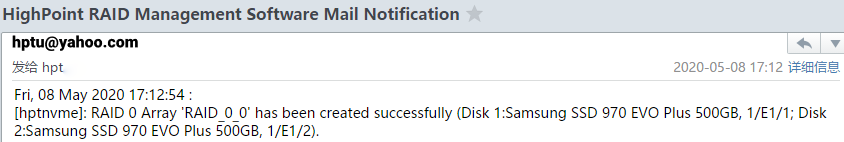 HighPoint RAID Management Software Mail Notification
hptu@yahoo.com
发给 hpt
2020-05-08 17:12 详细信息
Fri, 08 May 2020 17:12:54 :
[hptnvme]: RAID 0 Array 'RAID_0_0' has been created successfully (Disk 1:Samsung SSD 970 EVO Plus 500GB, 1/E1/1; Disk
2:Samsung SSD 970 EVO Plus 500GB, 1/E1/2).